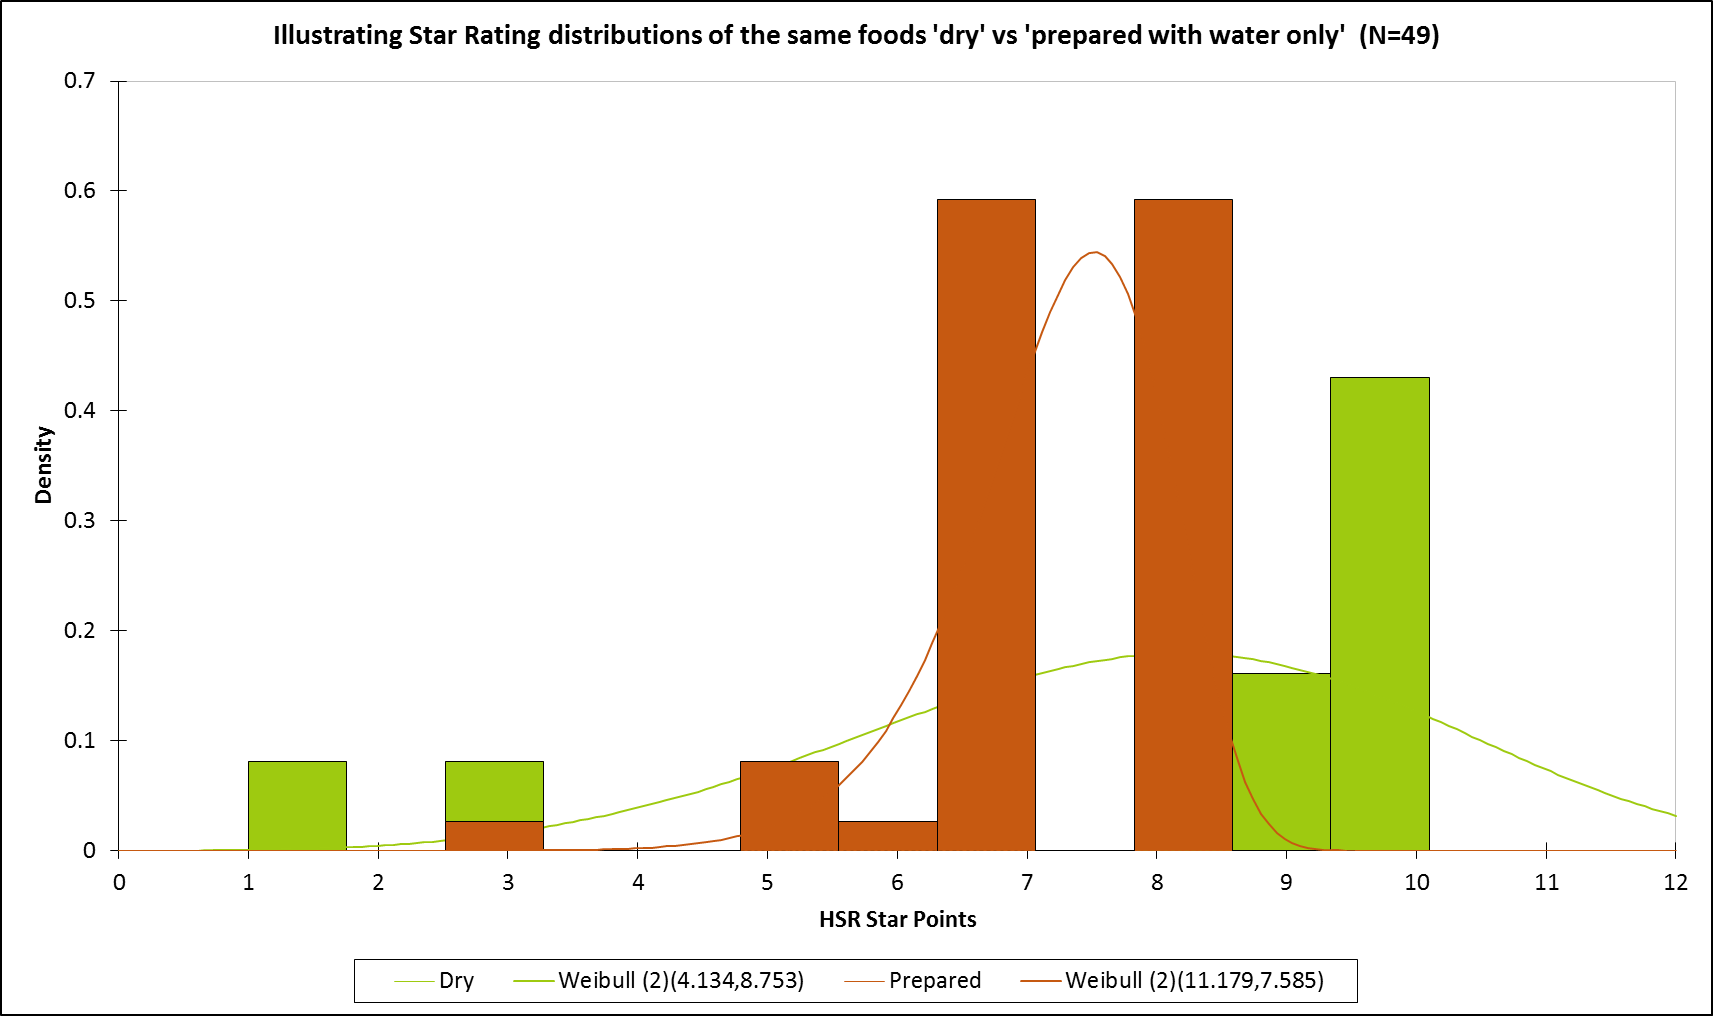 Illustrating Star Rating distributions of the same foods 'dry' vs 'prepared with water only'  (N=49)
0.7
0.6
0.5
0.4
0.3
0.2
0.1
0
Density
0 1 2 3 4 5 6 7 8 9 10 11 12
HSR Star Points
Dry Weibull (2)(4.134,8.753) Prepared Weibull (2)(11.179,7.585)